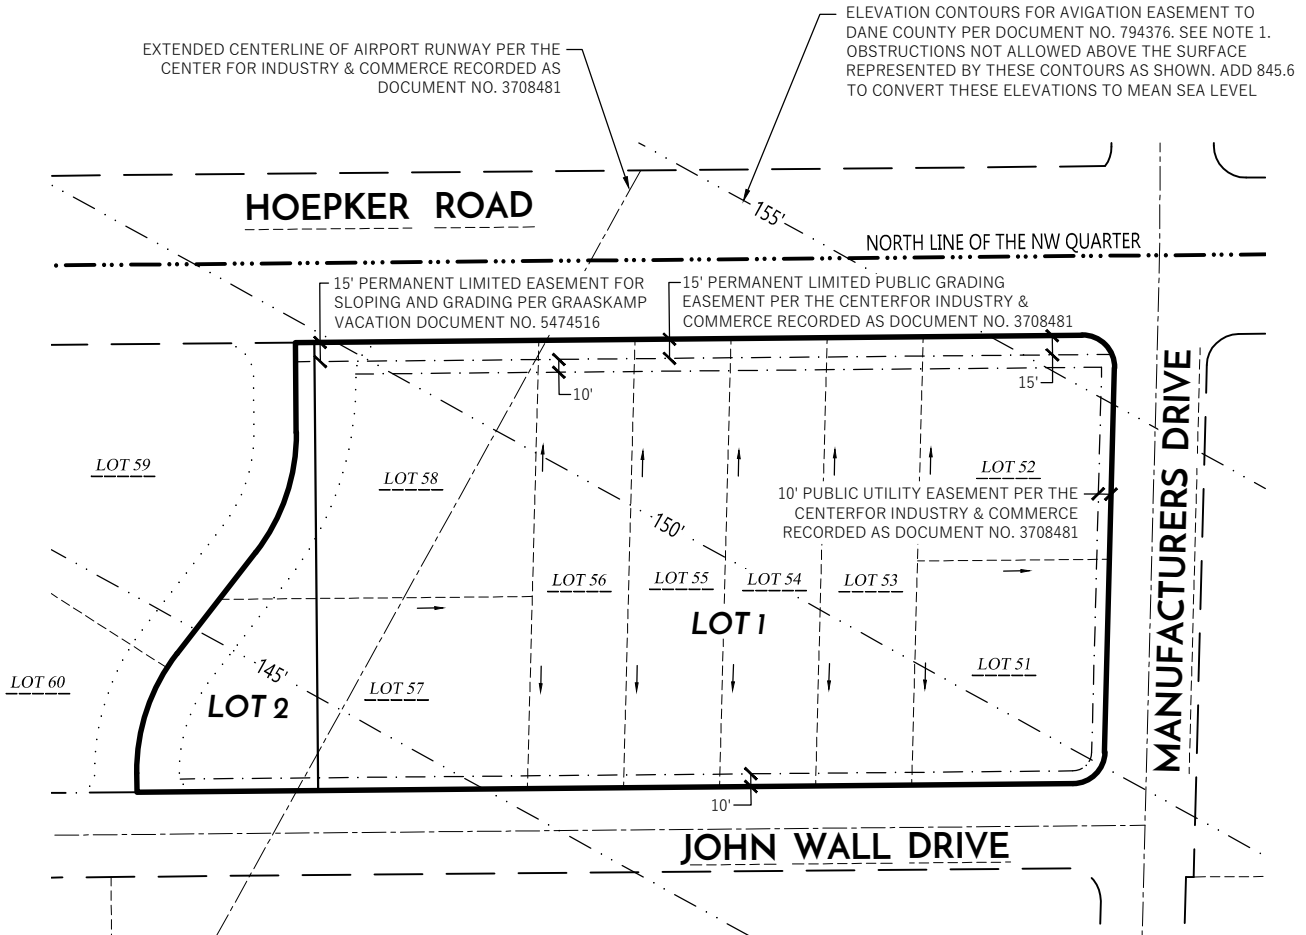 ELEVATION CONTOURS FOR AVIGATION EASEMENT TO
DANE COUNTY PER DOCUMENT NO. 794376. SEE NOTE 1.
OBSTRUCTIONS NOT ALLOWED ABOVE THE SURFACE
REPRESENTED BY THESE CONTOURS AS SHOWN. ADD 845.6
TO CONVERT THESE ELEVATIONS TO MEAN SEA LEVEL
EXTENDED CENTERLINE OF AIRPORT RUNWAY PER THE
CENTER FOR INDUSTRY & COMMERCE RECORDED AS
DOCUMENT NO. 3708481
HOEPKER ROAD
155'
NORTH LINE OF THE NW QUARTER
15' PERMANENT LIMITED EASEMENT FOR
SLOPING AND GRADING PER GRAASKAMP
VACATION DOCUMENT NO. 5474516
15' PERMANENT LIMITED PUBLIC GRADING
EASEMENT PER THE CENTERFOR INDUSTRY &
COMMERCE RECORDED AS DOCUMENT NO. 3708481
10'
15'
MANUFACTURERS DRIVE
LOT 59
LOT 58
LOT 52
10' PUBLIC UTILITY EASEMENT PER THE
CENTERFOR INDUSTRY & COMMERCE
RECORDED AS DOCUMENT NO. 3708481
150'
LOT 56
LOT 55
LOT 54
LOT 53
LOT 1
145'
LOT 60
LOT 57
LOT 51
LOT 2
10'
JOHN WALL DRIVE